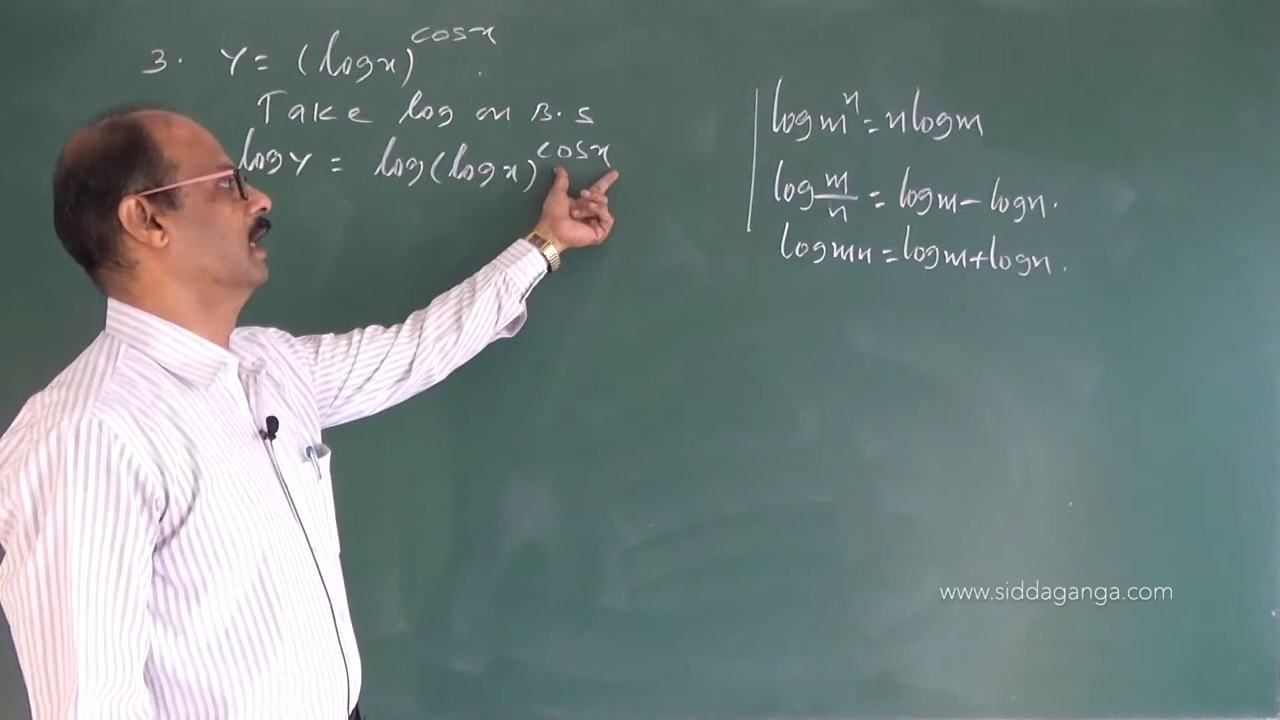 3. Y = (log x)^cos x
Take log on B.S
log Y = log(log x)^cos x
log m^n = n log m
log m/n = log m - log n.
log mn = log m + log n.
www.siddaganga.com